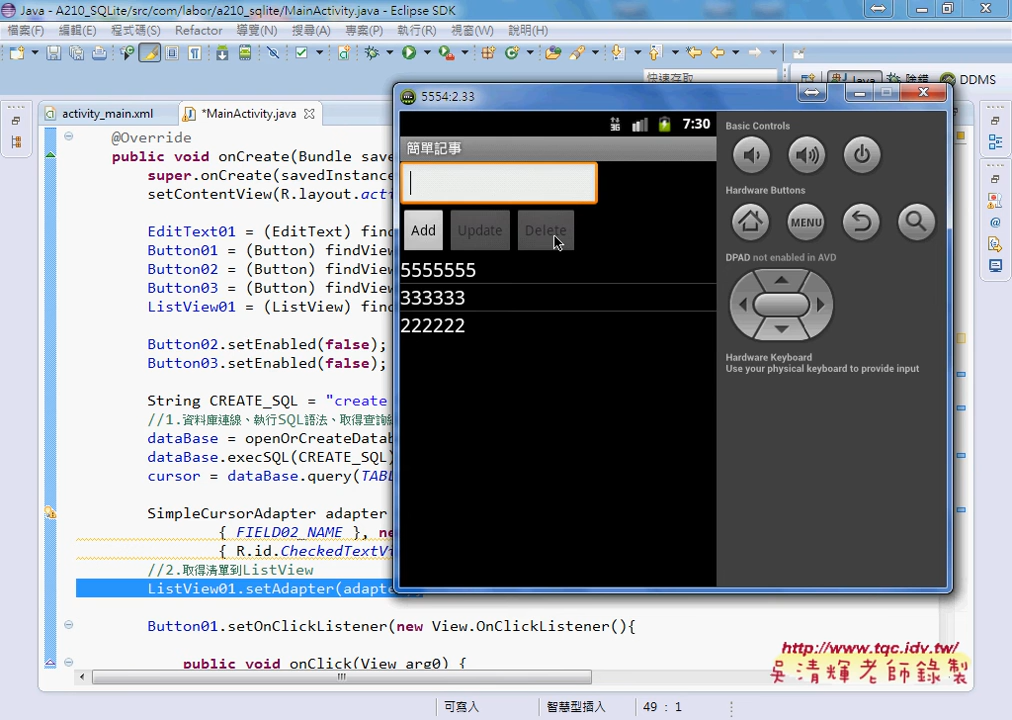 Java - A210_SQLite/src/com/labor/a210_sqlite/MainActivity.java - Eclipse SDK
檔案(F) 編輯(E) 程式碼(S) Refactor 導覽(N) 搜尋(A) 專案(P) 執行(R) 視窗(W) 說明(H)
快速存取
Java 除錯 DDMS
activity_main.xml
*MainActivity.java
@Override
public void onCreate(Bundle save
super.onCreate(savedInstanc
setContentView(R.layout.act
EditText01 = (EditText) find
Button01 = (Button) findView
Button02 = (Button) findView
Button03 = (Button) findView
ListView01 = (ListView) find
Button02.setEnabled(false);
Button03.setEnabled(false);
String CREATE_SQL = "create
//1.資料庫連線、執行SQL語法、取得查詢
dataBase = openOrCreateDatab
dataBase.execSQL(CREATE_SQL)
cursor = dataBase.query(TABL
SimpleCursorAdapter adapter
{ FIELD02_NAME }, ne
{ R.id.CheckedTextVi
//2.取得清單到ListView
ListView01.setAdapter(adapte
Button01.setOnClickListener(new View.OnClickListener(){
public void onClick(View arg0) {
5554:2.33
3G
7:30
簡單記事
Add Update Delete
5555555
333333
222222
Basic Controls
Hardware Buttons
MENU
DPAD not enabled in AVD
Hardware Keyboard
Use your physical keyboard to provide input
http://www.tqc.idv.tw/
吳清輝老師錄製
可寫入
智慧型插入
49 : 1